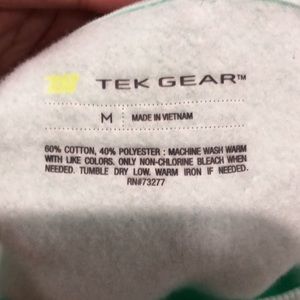 TEK GEAR™
M | MADE IN VIETNAM
60% COTTON, 40% POLYESTER : MACHINE WASH WARM
WITH LIKE COLORS. ONLY NON-CHLORINE BLEACH WHEN
NEEDED. TUMBLE DRY LOW. WARM IRON IF NEEDED.
RN#73277